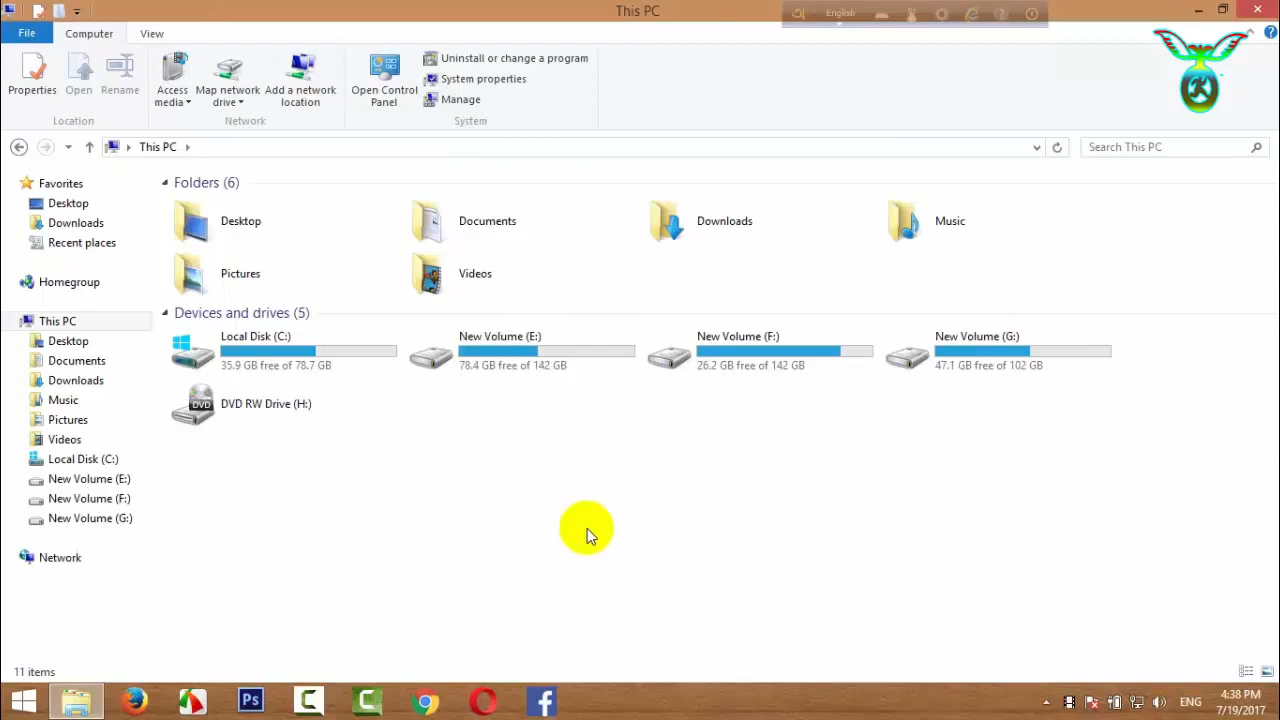 This PC
English
File
Computer
View
Properties
Open
Rename
Access media
Map network drive
Add a network location
Open Control Panel
Uninstall or change a program
System properties
Manage
Location
Network
System
This PC
Search This PC
Favorites
Desktop
Downloads
Recent places
Homegroup
This PC
Desktop
Documents
Downloads
Music
Pictures
Videos
Local Disk (C:)
New Volume (E:)
New Volume (F:)
New Volume (G:)
Network
Folders (6)
Desktop
Documents
Downloads
Music
Pictures
Videos
Devices and drives (5)
Local Disk (C:)
35.9 GB free of 78.7 GB
New Volume (E:)
78.4 GB free of 142 GB
New Volume (F:)
26.2 GB free of 142 GB
New Volume (G:)
47.1 GB free of 102 GB
DVD
DVD RW Drive (H:)
11 items
Ps
ENG
4:38 PM
7/19/2017